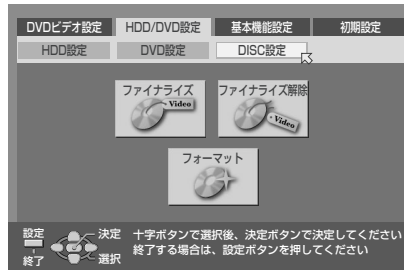 DVDビデオ設定 HDD/DVD設定 基本機能設定 初期設定
HDD設定 DVD設定 DISC設定
ファイナライズ ファイナライズ解除
Video Video
フォーマット
設定 決定 十字ボタンで選択後、決定ボタンで決定してください
終了 選択 終了する場合は、設定ボタンを押してください